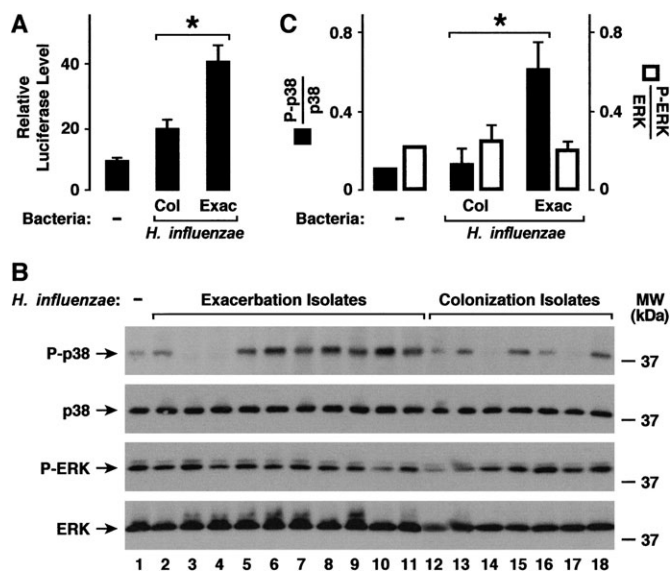 A
*
Relative
Luciferase Level
40
20
0
Col Exac
Bacteria: –
H. influenzae
C
*
P-p38
p38
0.8
0.4
0
0.8
0.4
0
P-ERK
ERK
Col Exac
Bacteria: –
H. influenzae
B
H. influenzae: – Exacerbation Isolates Colonization Isolates MW
(kDa)
P-p38 37
p38 37
P-ERK 37
ERK 37
1 2 3 4 5 6 7 8 9 10 11 12 13 14 15 16 17 18